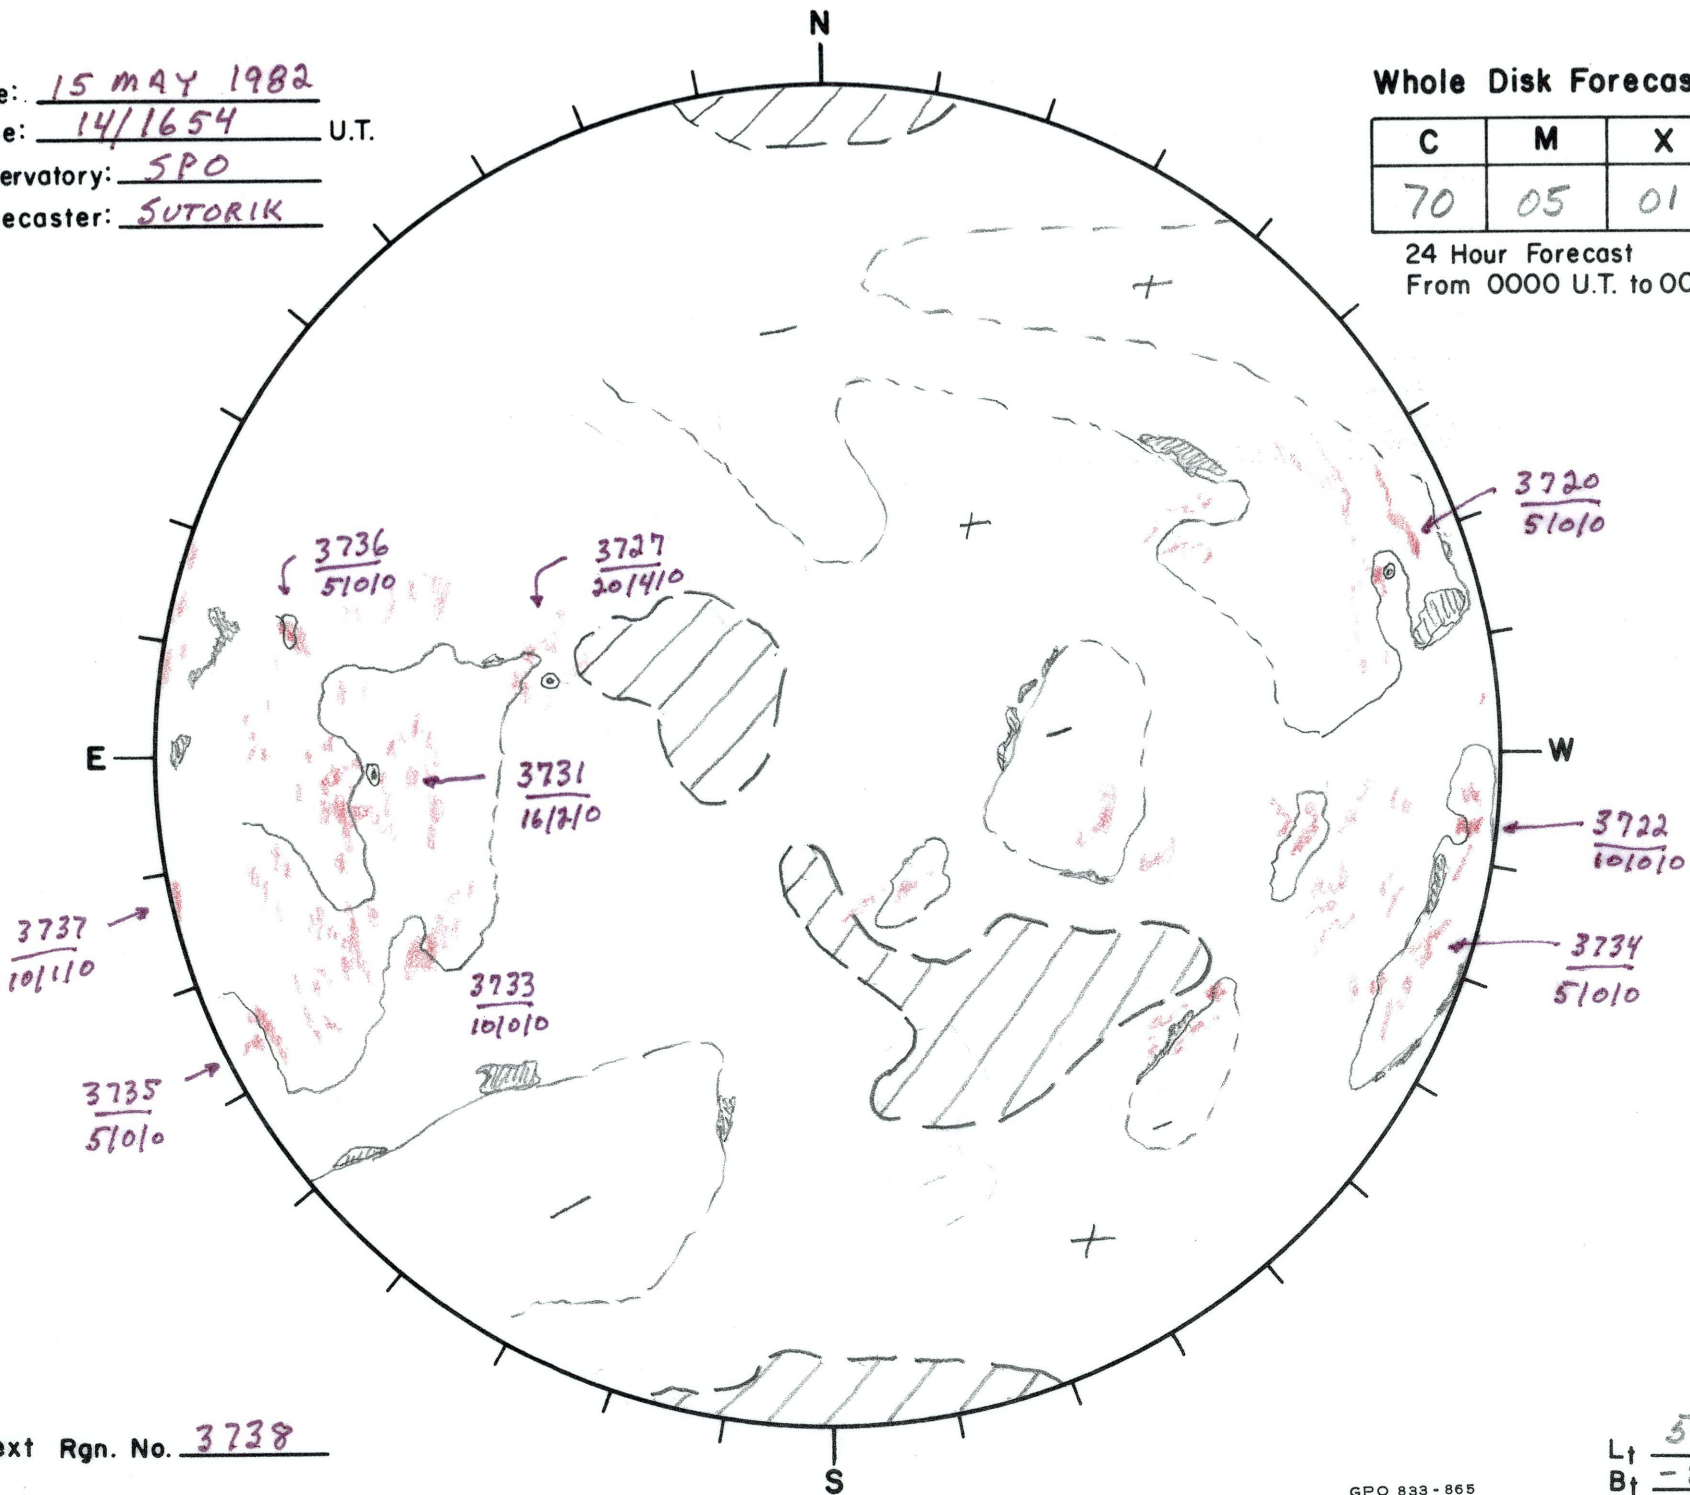 N
e: 15 MAY 1982
e: 14/1654 U.T.
ervatory: SPO
ecaster: SUTORIK
Whole Disk Forecas
C M X
70 05 01
24 Hour Forecast
From 0000 U.T. to 00
+
−
3720
5/0/0
+
3736
5/0/0
3727
20/4/0
−
E
W
3731
16/2/0
3722
10/0/0
3737
10/1/0
3734
5/0/0
3733
10/0/0
3735
5/0/0
−
−
+
ext Rgn. No. 3738
S
Lt 5
Bt -
GPO 833-865